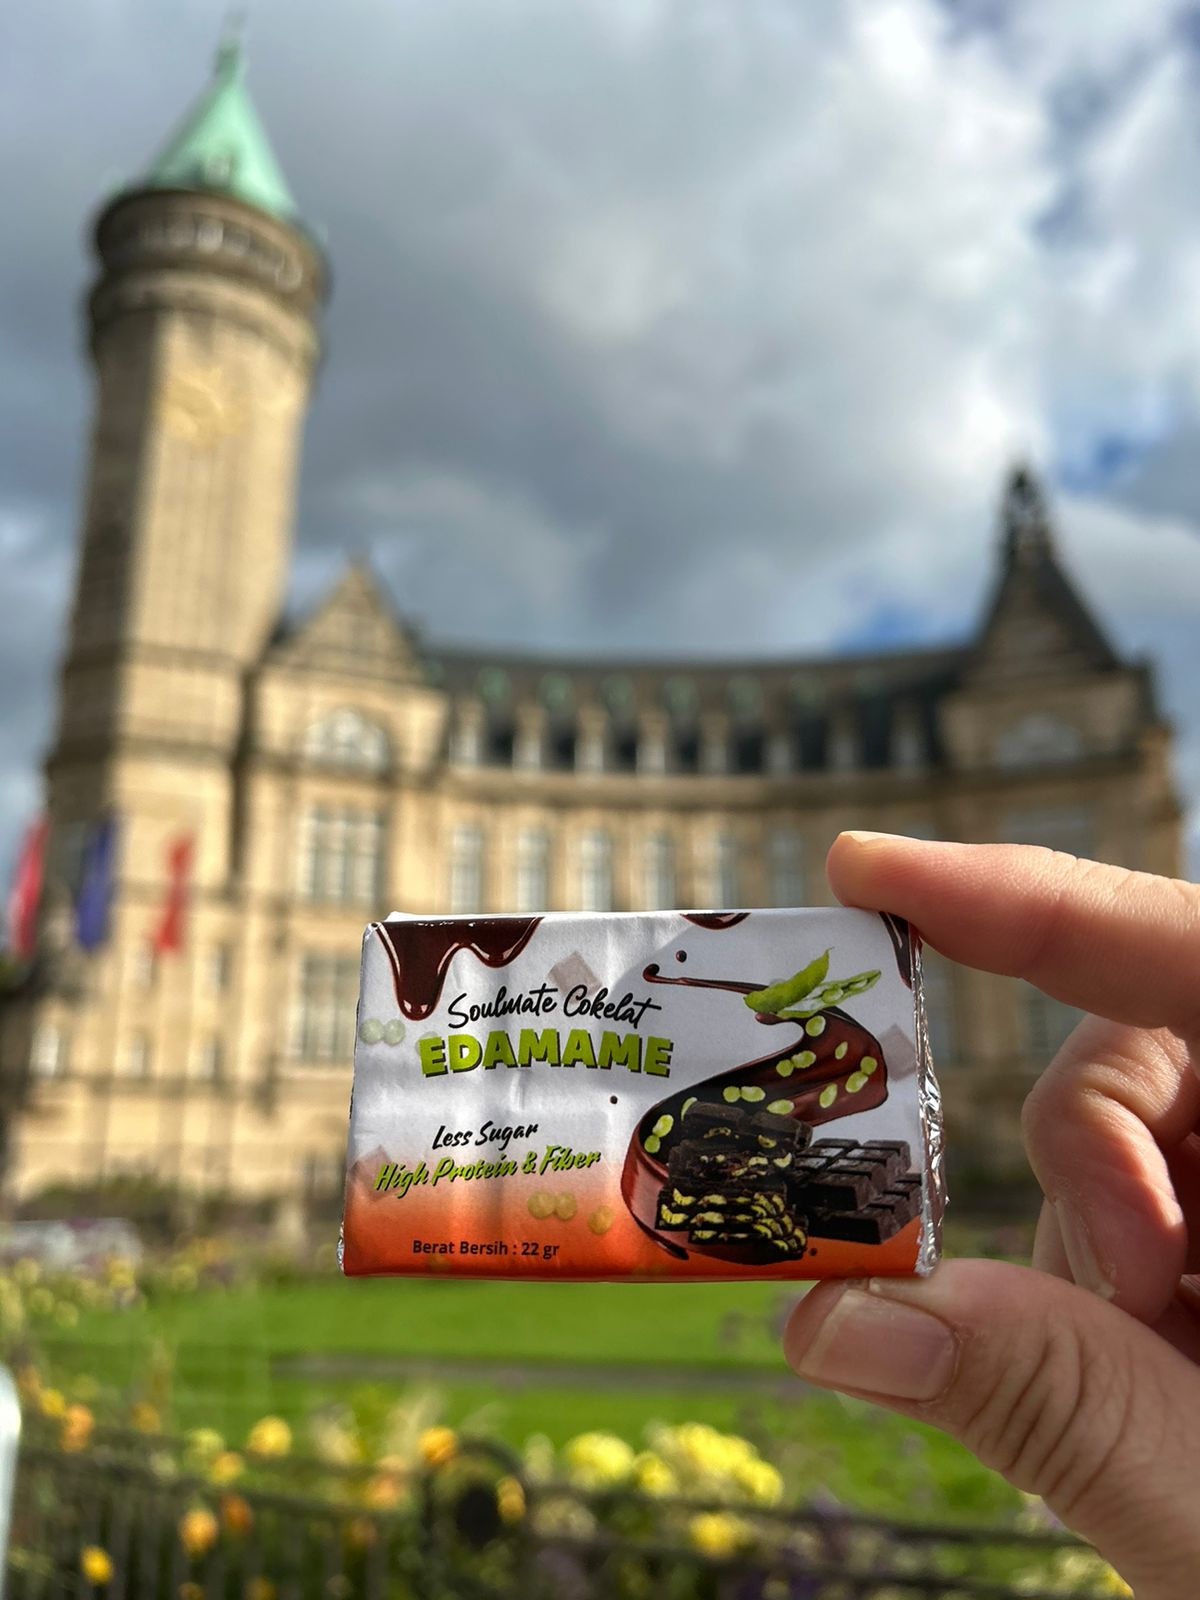 Soulmate Cokelat
EDAMAME
Less Sugar
High Protein & Fiber
Berat Bersih : 22 gr